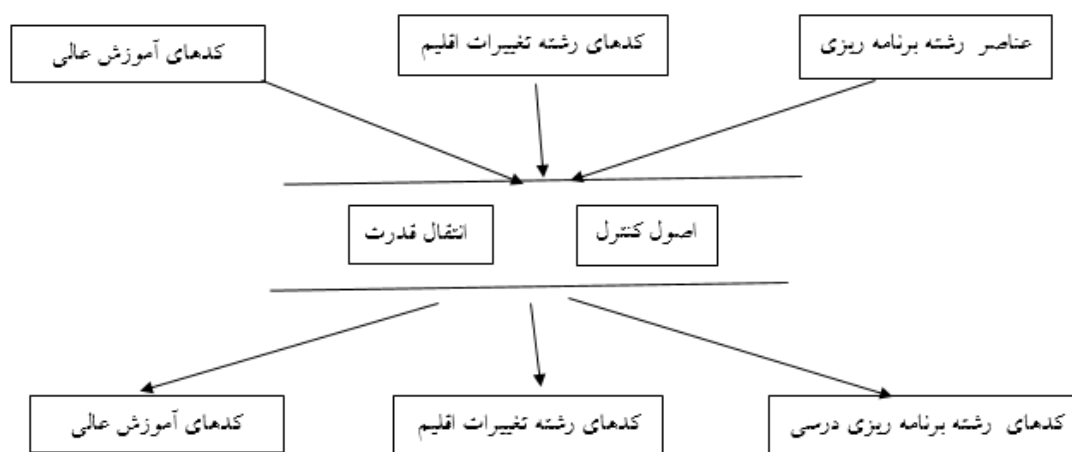 عناصر رشته برنامه ریزی
کدهای رشته تغییرات اقلیم
کدهای آموزش عالی
اصول کنترل
انتقال قدرت
کدهای رشته برنامه ریزی درسی
کدهای رشته تغییرات اقلیم
کدهای آموزش عالی